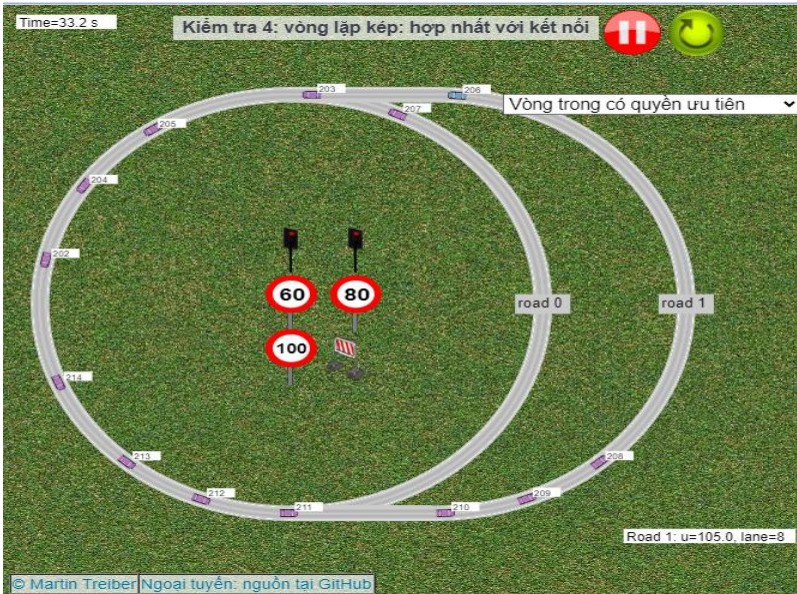 Time=33.2 s
Kiểm tra 4: vòng lặp kép: hợp nhất với kết nối
203
206
Vòng trong có quyền ưu tiên
207
205
204
202
60
80
road 0
road 1
100
214
213
208
212
209
211
210
Road 1: u=105.0, lane=8
© Martin Treiber
Ngoại tuyến: nguồn tại GitHub